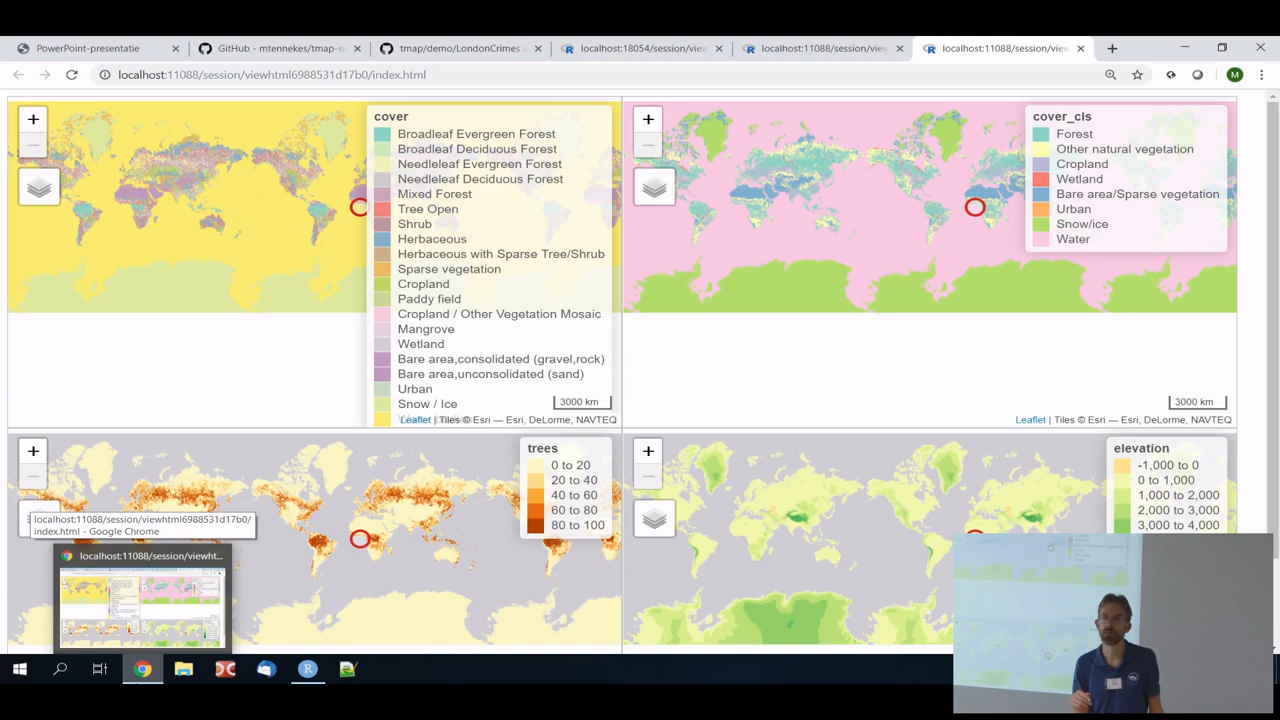 PowerPoint-presentatie
GitHub - mtennekes/tmap-w
tmap/demo/LondonCrimes a
localhost:18054/session/view
localhost:11088/session/view
localhost:11088/session/view
localhost:11088/session/viewhtml6988531d17b0/index.html
M
+
−
cover
Broadleaf Evergreen Forest
Broadleaf Deciduous Forest
Needleleaf Evergreen Forest
Needleleaf Deciduous Forest
Mixed Forest
Tree Open
Shrub
Herbaceous
Herbaceous with Sparse Tree/Shrub
Sparse vegetation
Cropland
Paddy field
Cropland / Other Vegetation Mosaic
Mangrove
Wetland
Bare area,consolidated (gravel,rock)
Bare area,unconsolidated (sand)
Urban
Snow / Ice
3000 km
Leaflet | Tiles © Esri — Esri, DeLorme, NAVTEQ
+
−
cover_cls
Forest
Other natural vegetation
Cropland
Wetland
Bare area/Sparse vegetation
Urban
Snow/ice
Water
3000 km
Leaflet | Tiles © Esri — Esri, DeLorme, NAVTEQ
+
−
trees
0 to 20
20 to 40
40 to 60
60 to 80
80 to 100
+
−
elevation
-1,000 to 0
0 to 1,000
1,000 to 2,000
2,000 to 3,000
3,000 to 4,000
localhost:11088/session/viewhtml6988531d17b0/
index.html - Google Chrome
localhost:11088/session/viewht...
R